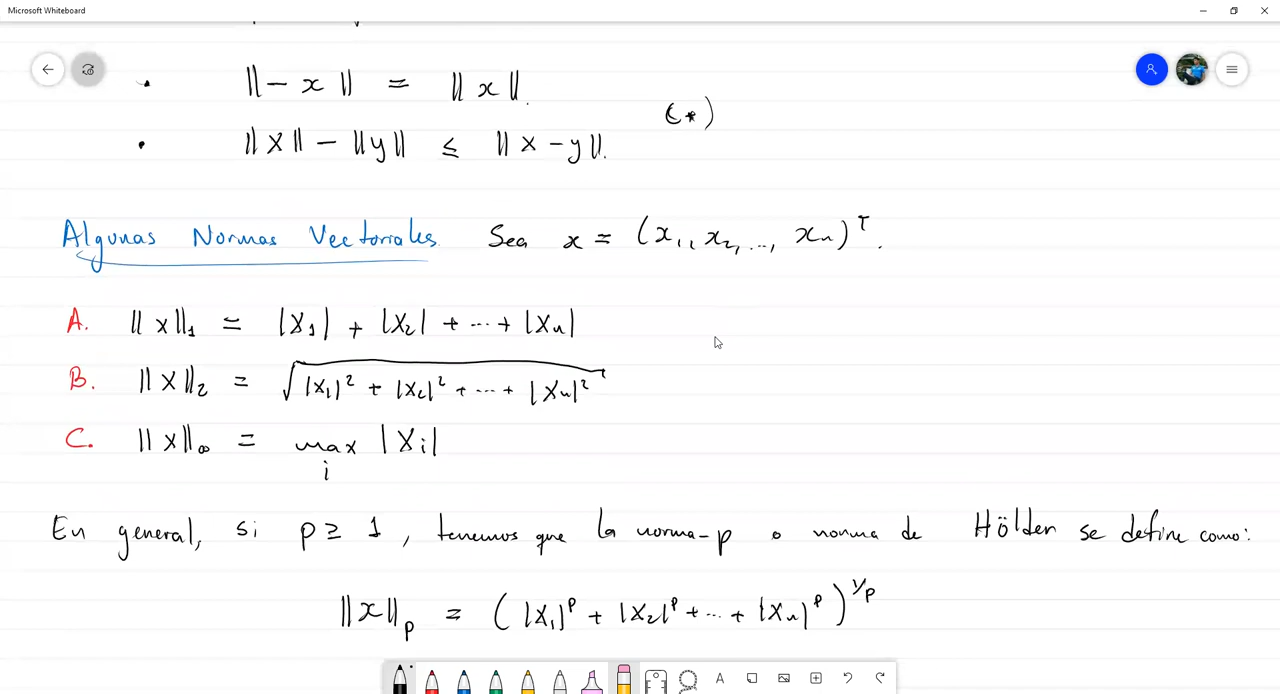 Microsoft Whiteboard
• ‖-x‖ = ‖x‖.
(*)
• ‖x‖ - ‖y‖ ≤ ‖x-y‖.
Algunas Normas Vectoriales. Sea x = (x₁, x₂, ..., xₙ)ᵀ.
A. ‖x‖₁ = |x₁| + |x₂| + ... + |xₙ|
B. ‖x‖₂ = √(|x₁|² + |x₂|² + ... + |xₙ|²)
C. ‖x‖∞ = max |xᵢ|
i
En general, si p ≥ 1, tenemos que la norma-p o norma de Hölder se define como:
‖x‖ₚ = (|x₁|ᵖ + |x₂|ᵖ + ... + |xₙ|ᵖ)^(1/p)